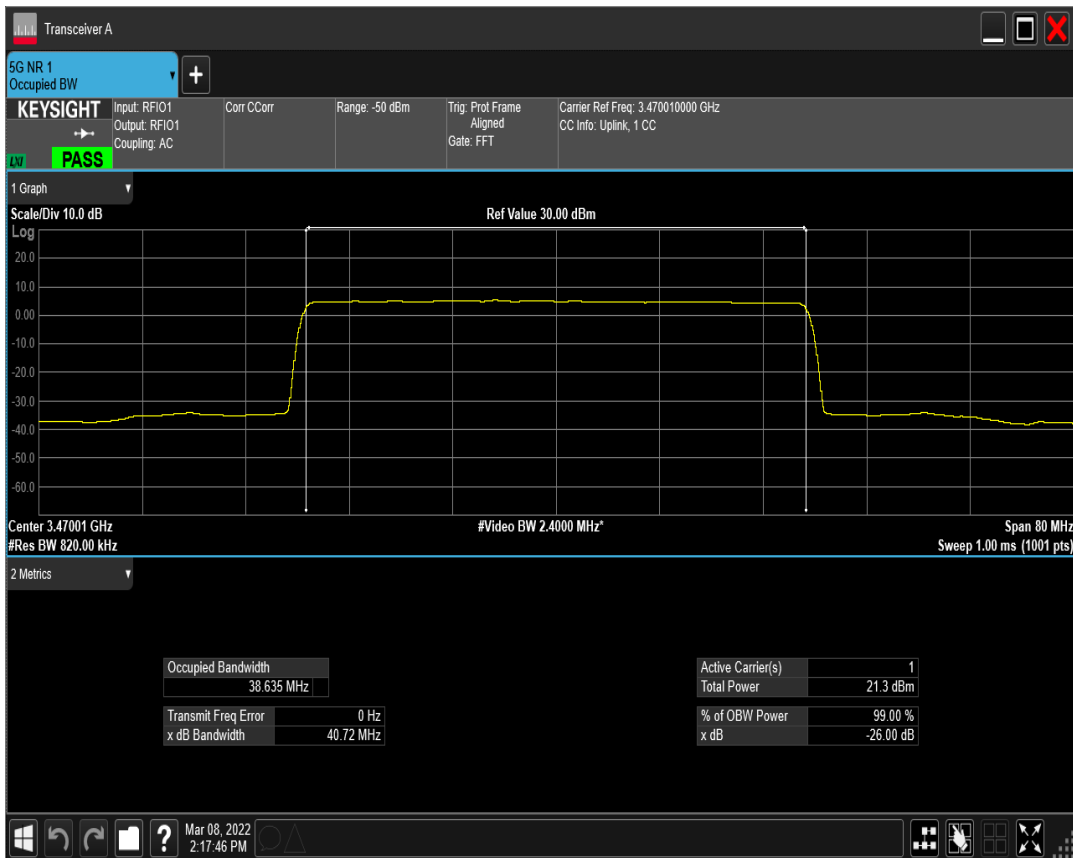 Transceiver A
5G NR 1
Occupied BW
+
KEYSIGHT
LXI
PASS
Input: RFIO1
Output: RFIO1
Coupling: AC
Corr CCorr
Range: -50 dBm
Trig: Prot Frame
Aligned
Gate: FFT
Carrier Ref Freq: 3.470010000 GHz
CC Info: Uplink, 1 CC
1 Graph
Scale/Div 10.0 dB
Ref Value 30.00 dBm
Log
20.0
10.0
0.00
-10.0
-20.0
-30.0
-40.0
-50.0
-60.0
Center 3.47001 GHz
#Video BW 2.4000 MHz*
Span 80 MHz
#Res BW 820.00 kHz
Sweep 1.00 ms (1001 pts)
2 Metrics
Occupied Bandwidth
38.635 MHz
Transmit Freq Error 0 Hz
x dB Bandwidth 40.72 MHz
Active Carrier(s) 1
Total Power 21.3 dBm
% of OBW Power 99.00 %
x dB -26.00 dB
?
Mar 08, 2022
2:17:46 PM